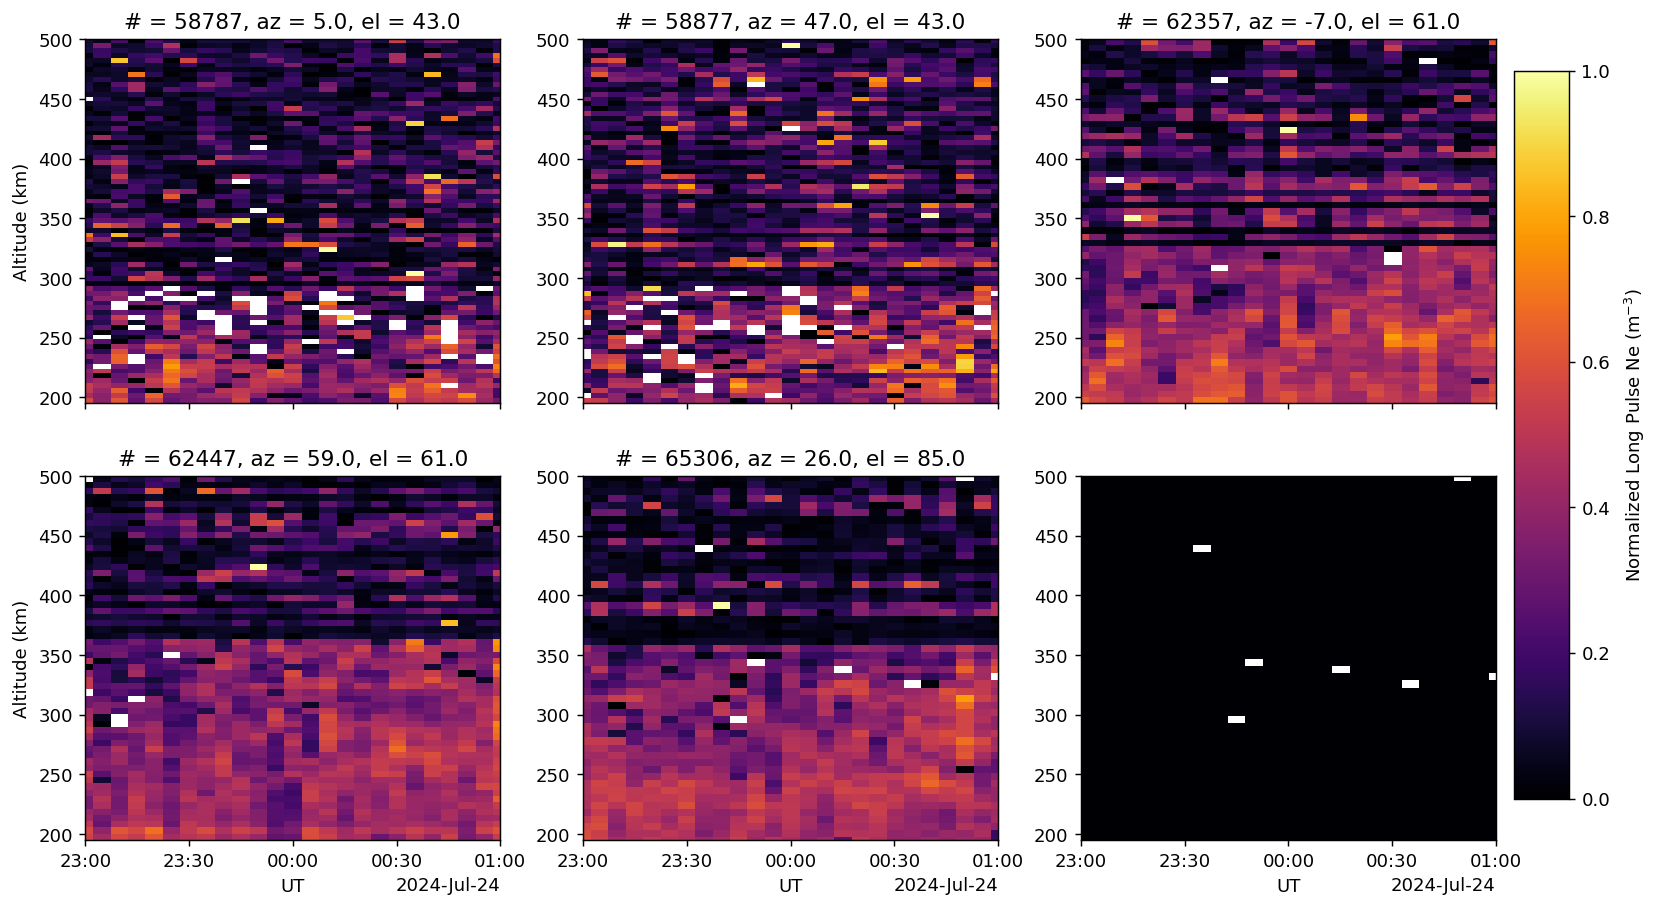 # = 58787, az = 5.0, el = 43.0
# = 58877, az = 47.0, el = 43.0
# = 62357, az = -7.0, el = 61.0
500
450
400
350
300
250
200
Altitude (km)
500
450
400
350
300
250
200
500
450
400
350
300
250
200
# = 62447, az = 59.0, el = 61.0
# = 65306, az = 26.0, el = 85.0
500
450
400
350
300
250
200
Altitude (km)
23:00 23:30 00:00 00:30 01:00
UT
2024-Jul-24
500
450
400
350
300
250
200
23:00 23:30 00:00 00:30 01:00
UT
2024-Jul-24
500
450
400
350
300
250
200
23:00 23:30 00:00 00:30 01:00
UT
2024-Jul-24
1.0
0.8
0.6
0.4
0.2
0.0
Normalized Long Pulse Ne (m⁻³)